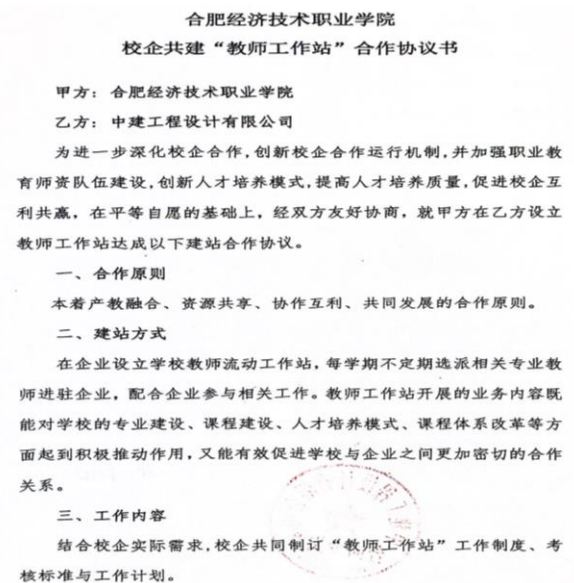 合肥经济技术职业学院
校企共建“教师工作站”合作协议书
甲方：合肥经济技术职业学院
乙方：中建工程设计有限公司
为进一步深化校企合作,创新校企合作运行机制,并加强职业教
育师资队伍建设,创新人才培养模式,提高人才培养质量,促进校企互
利共赢，在平等自愿的基础上，经双方友好协商，就甲方在乙方设立
教师工作站达成以下建站合作协议。
一、合作原则
本着产教融合、资源共享、协作互利、共同发展的合作原则。
二、建站方式
在企业设立学校教师流动工作站，每学期不定期选派相关专业教
师进驻企业，配合企业参与相关工作。教师工作站开展的业务内容既
能对学校的专业建设、课程建设、人才培养模式、课程体系改革等方
面起到积极推动作用，又能有效促进学校与企业之间更加密切的合作
关系。
三、工作内容
结合校企实际需求,校企共同制订“教师工作站”工作制度、考
核标准与工作计划。